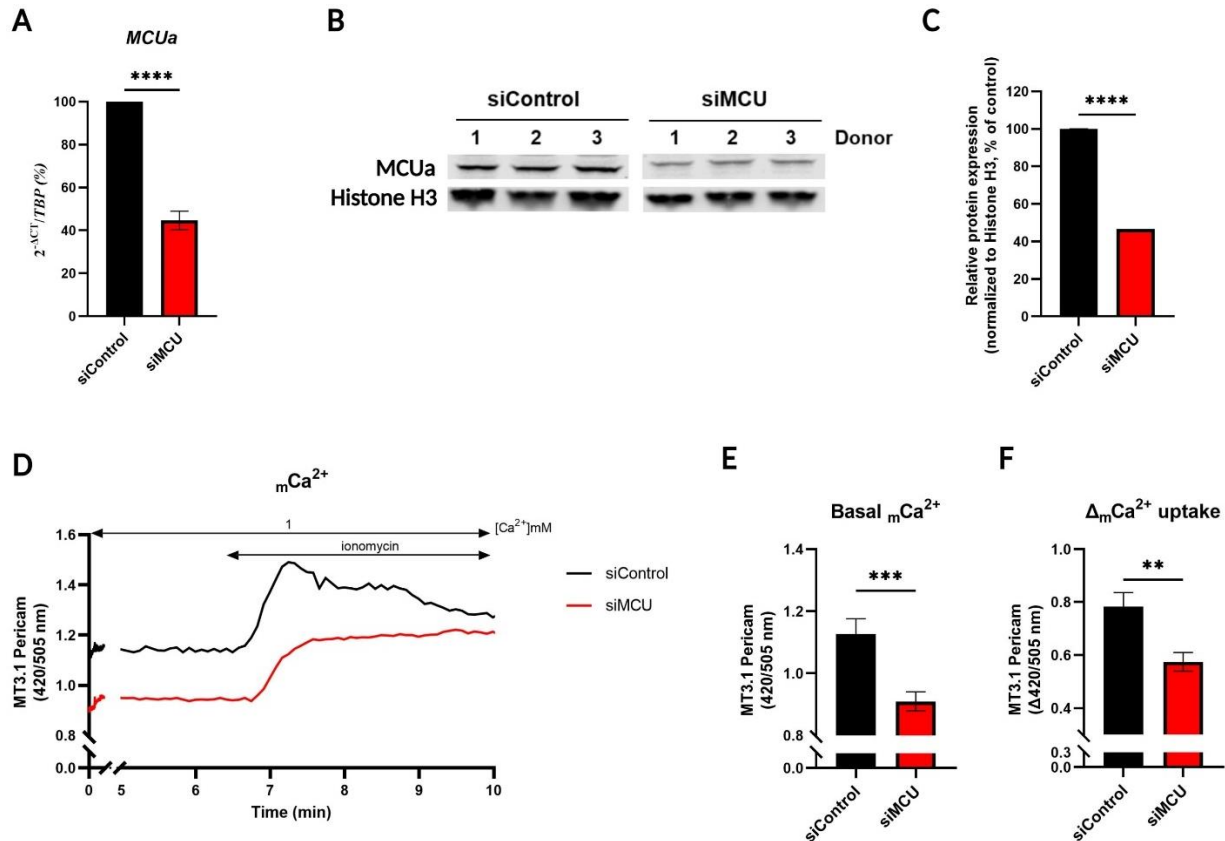 A
MCUa
****
2⁻ΔCT/TBP (%)
100
80
60
40
20
0
siControl
siMCU
B
siControl siMCU
1 2 3 1 2 3 Donor
MCUa
Histone H3
C
Relative protein expression
(normalized to Histone H3, % of control)
****
120
100
80
60
40
20
0
siControl
siMCU
D
mCa²⁺
1 [Ca²⁺]mM
ionomycin
siControl
siMCU
MT3.1 Pericam
(420/505 nm)
1.6
1.4
1.2
1.0
0.8
0.0
0 5 6 7 8 9 10
Time (min)
E
Basal mCa²⁺
***
MT3.1 Pericam
(420/505 nm)
1.4
1.2
1.0
0.8
0.0
siControl
siMCU
F
ΔmCa²⁺ uptake
**
MT3.1 Pericam
(Δ420/505 nm)
1.0
0.8
0.6
0.4
0.3
0.0
siControl
siMCU